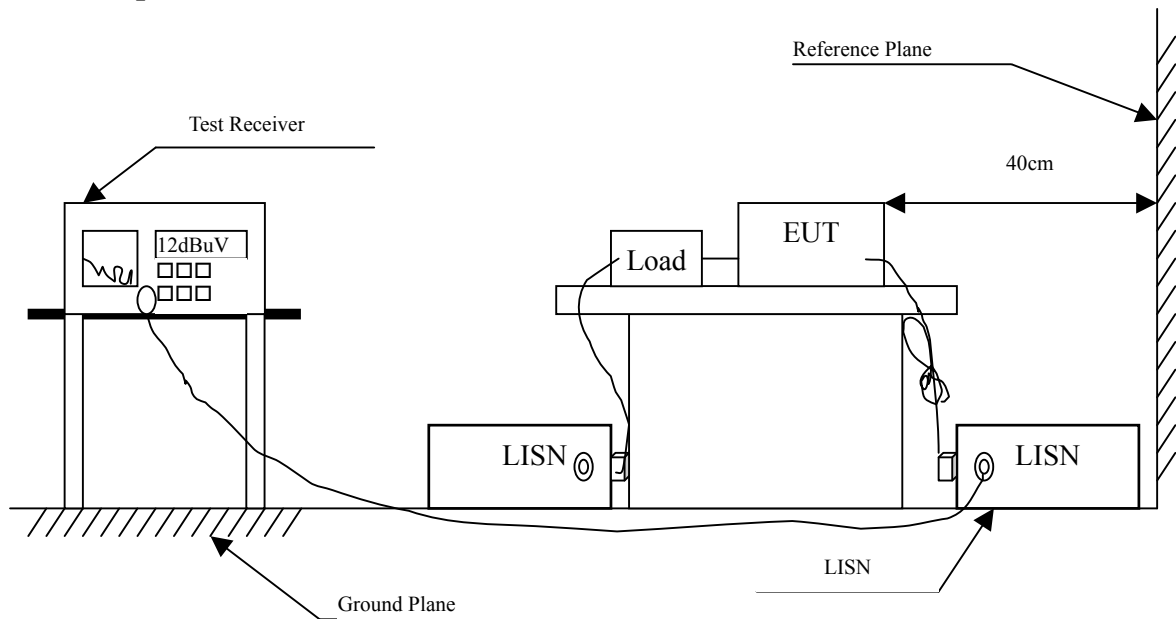 Reference Plane
Test Receiver
40cm
12dBuV
EUT
Load
LISN
LISN
LISN
Ground Plane